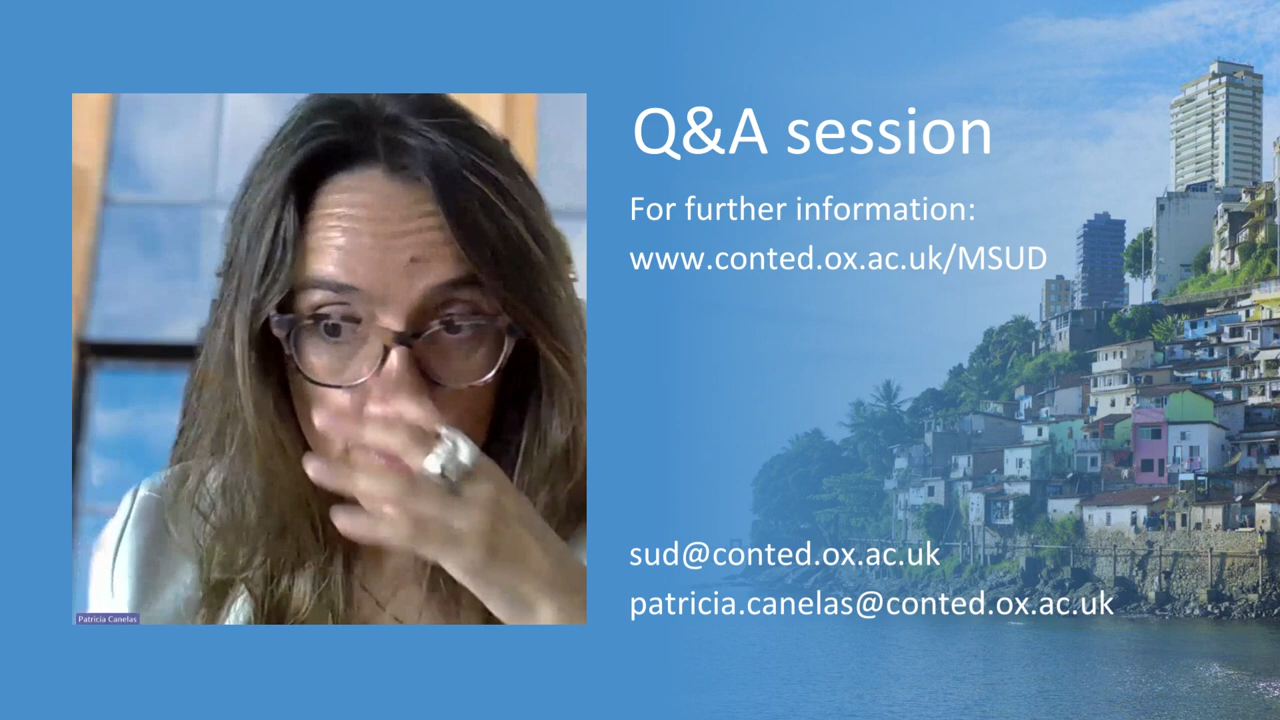 Q&A session
For further information:
www.conted.ox.ac.uk/MSUD
sud@conted.ox.ac.uk
patricia.canelas@conted.ox.ac.uk
Patricia Canelas